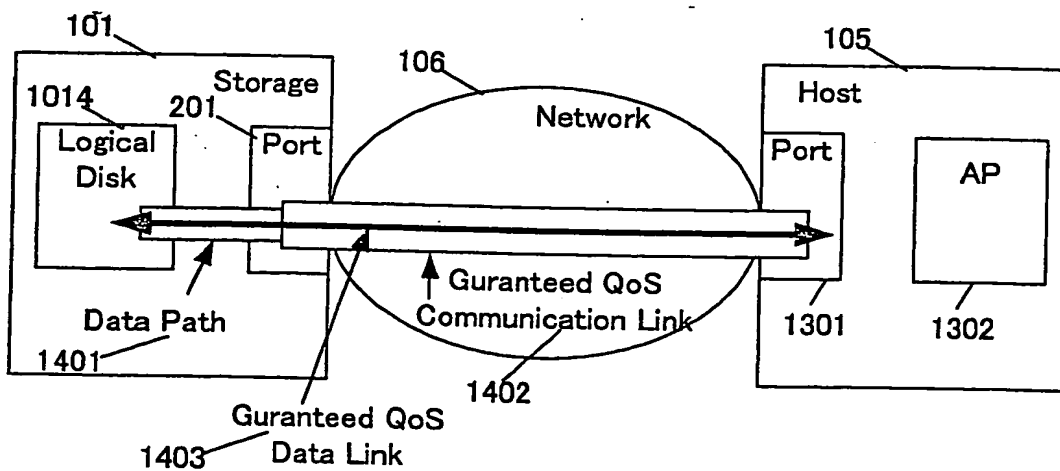 101
105
106
Storage
Host
1014
201
Network
Logical
Disk
Port
Port
AP
Guranteed QoS
Communication Link
Data Path
1401
1301
1302
1402
Guranteed QoS
Data Link
1403